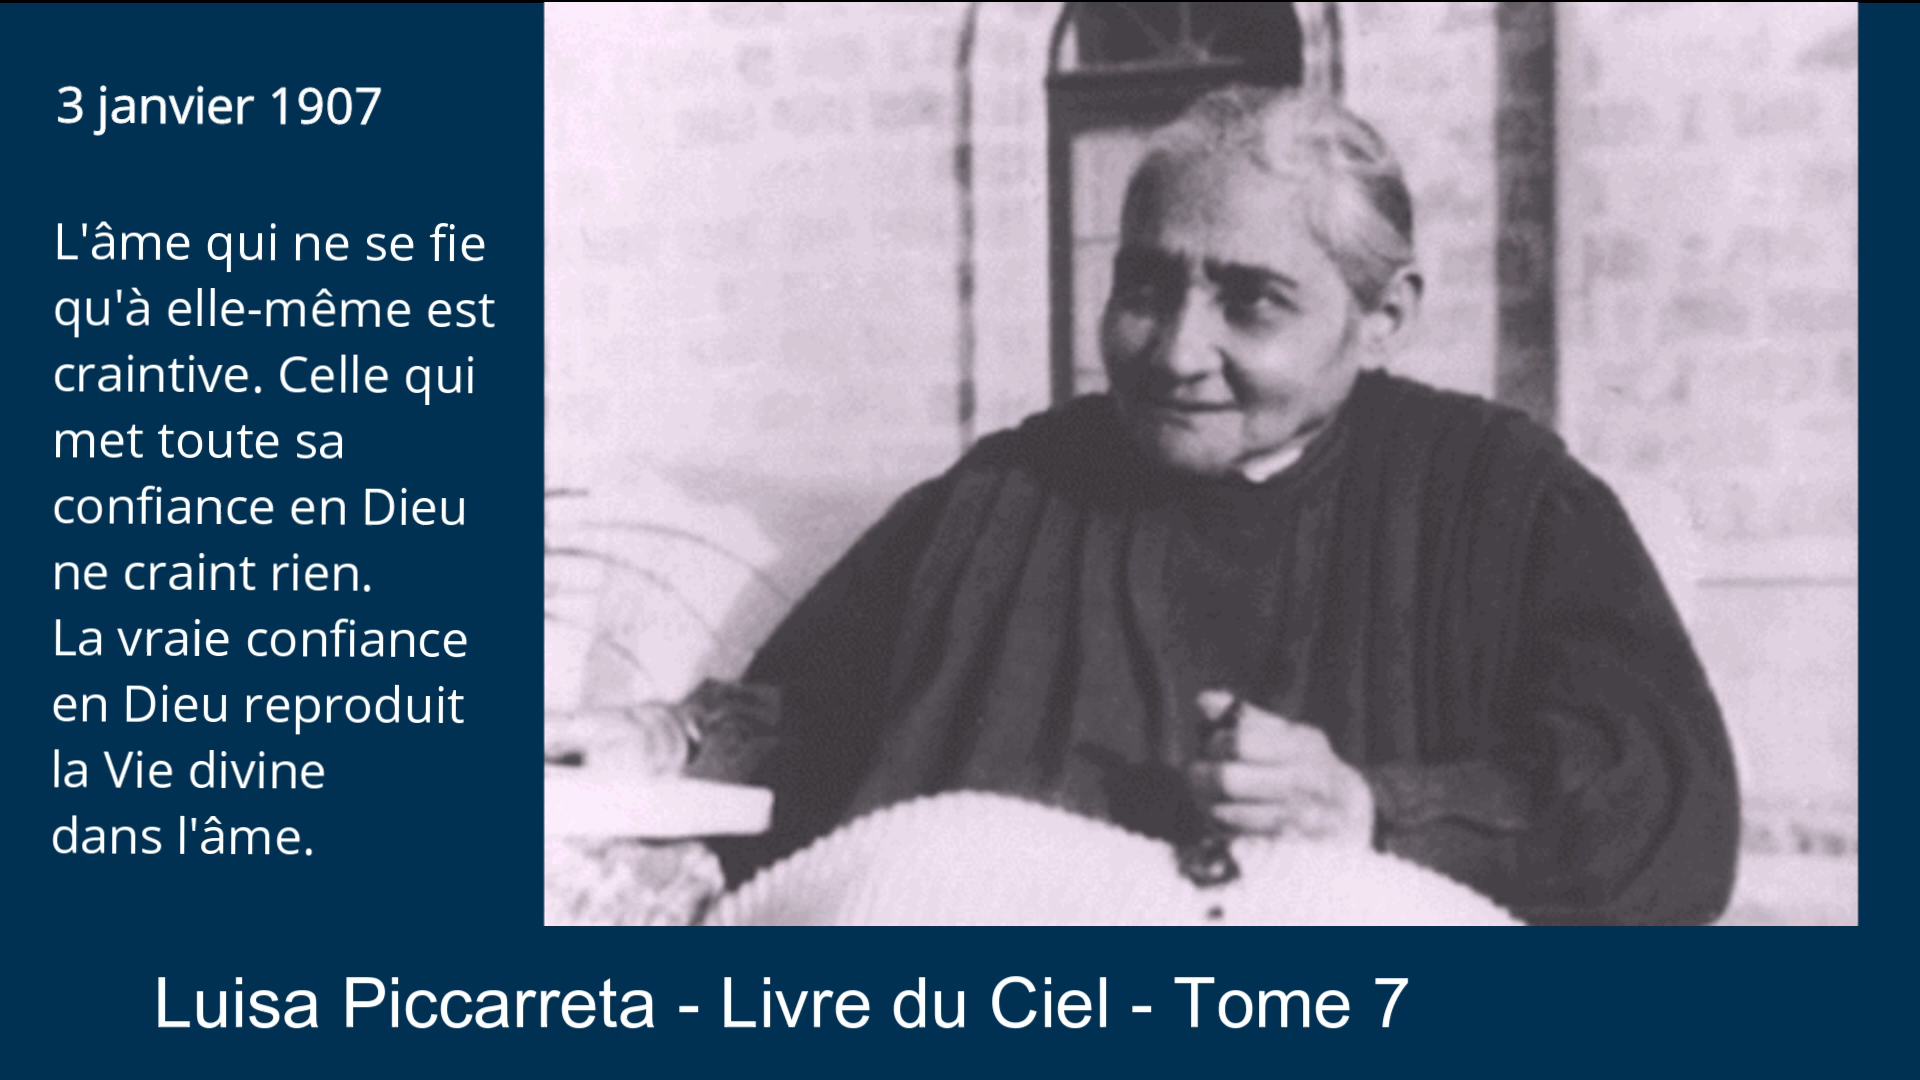 3 janvier 1907
L'âme qui ne se fie
qu'à elle-même est
craintive. Celle qui
met toute sa
confiance en Dieu
ne craint rien.
La vraie confiance
en Dieu reproduit
la Vie divine
dans l'âme.
Luisa Piccarreta - Livre du Ciel - Tome 7